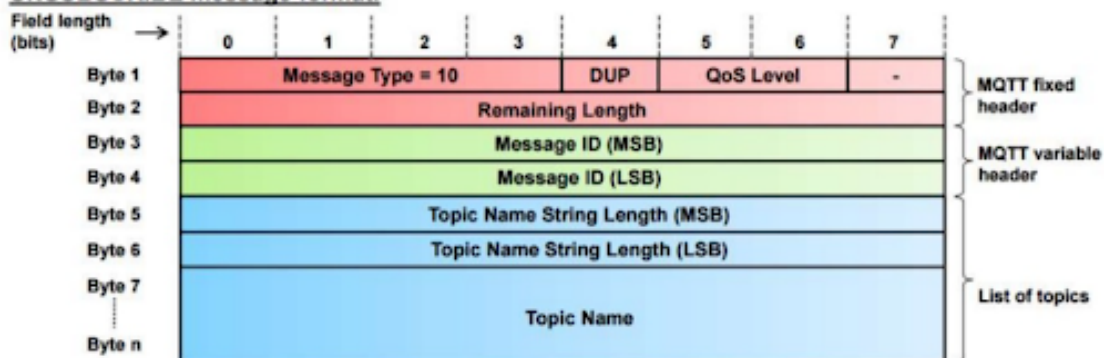 Field length
(bits)
0 1 2 3 4 5 6 7
Byte 1 Message Type = 10 DUP QoS Level -
MQTT fixed
header
Byte 2 Remaining Length
Byte 3 Message ID (MSB)
MQTT variable
header
Byte 4 Message ID (LSB)
Byte 5 Topic Name String Length (MSB)
Byte 6 Topic Name String Length (LSB)
Byte 7
List of topics
Topic Name
Byte n